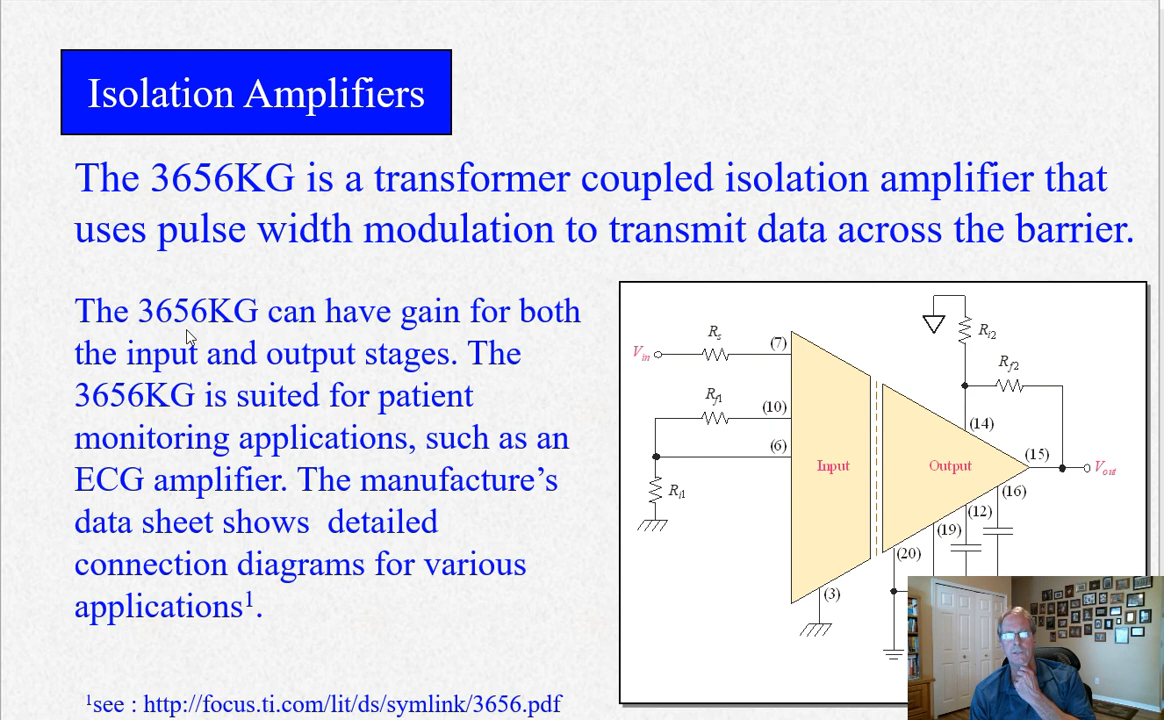 Isolation Amplifiers
The 3656KG is a transformer coupled isolation amplifier that
uses pulse width modulation to transmit data across the barrier.
The 3656KG can have gain for both
the input and output stages. The
3656KG is suited for patient
monitoring applications, such as an
ECG amplifier. The manufacture’s
data sheet shows detailed
connection diagrams for various
applications¹.
¹see : http://focus.ti.com/lit/ds/symlink/3656.pdf
Ri2
Rs
(7)
Vin
Rf2
Rf1
(10)
(14)
(6)
(15)
Input
Output
Vout
Ri1
(16)
(12)
(19)
(20)
(3)